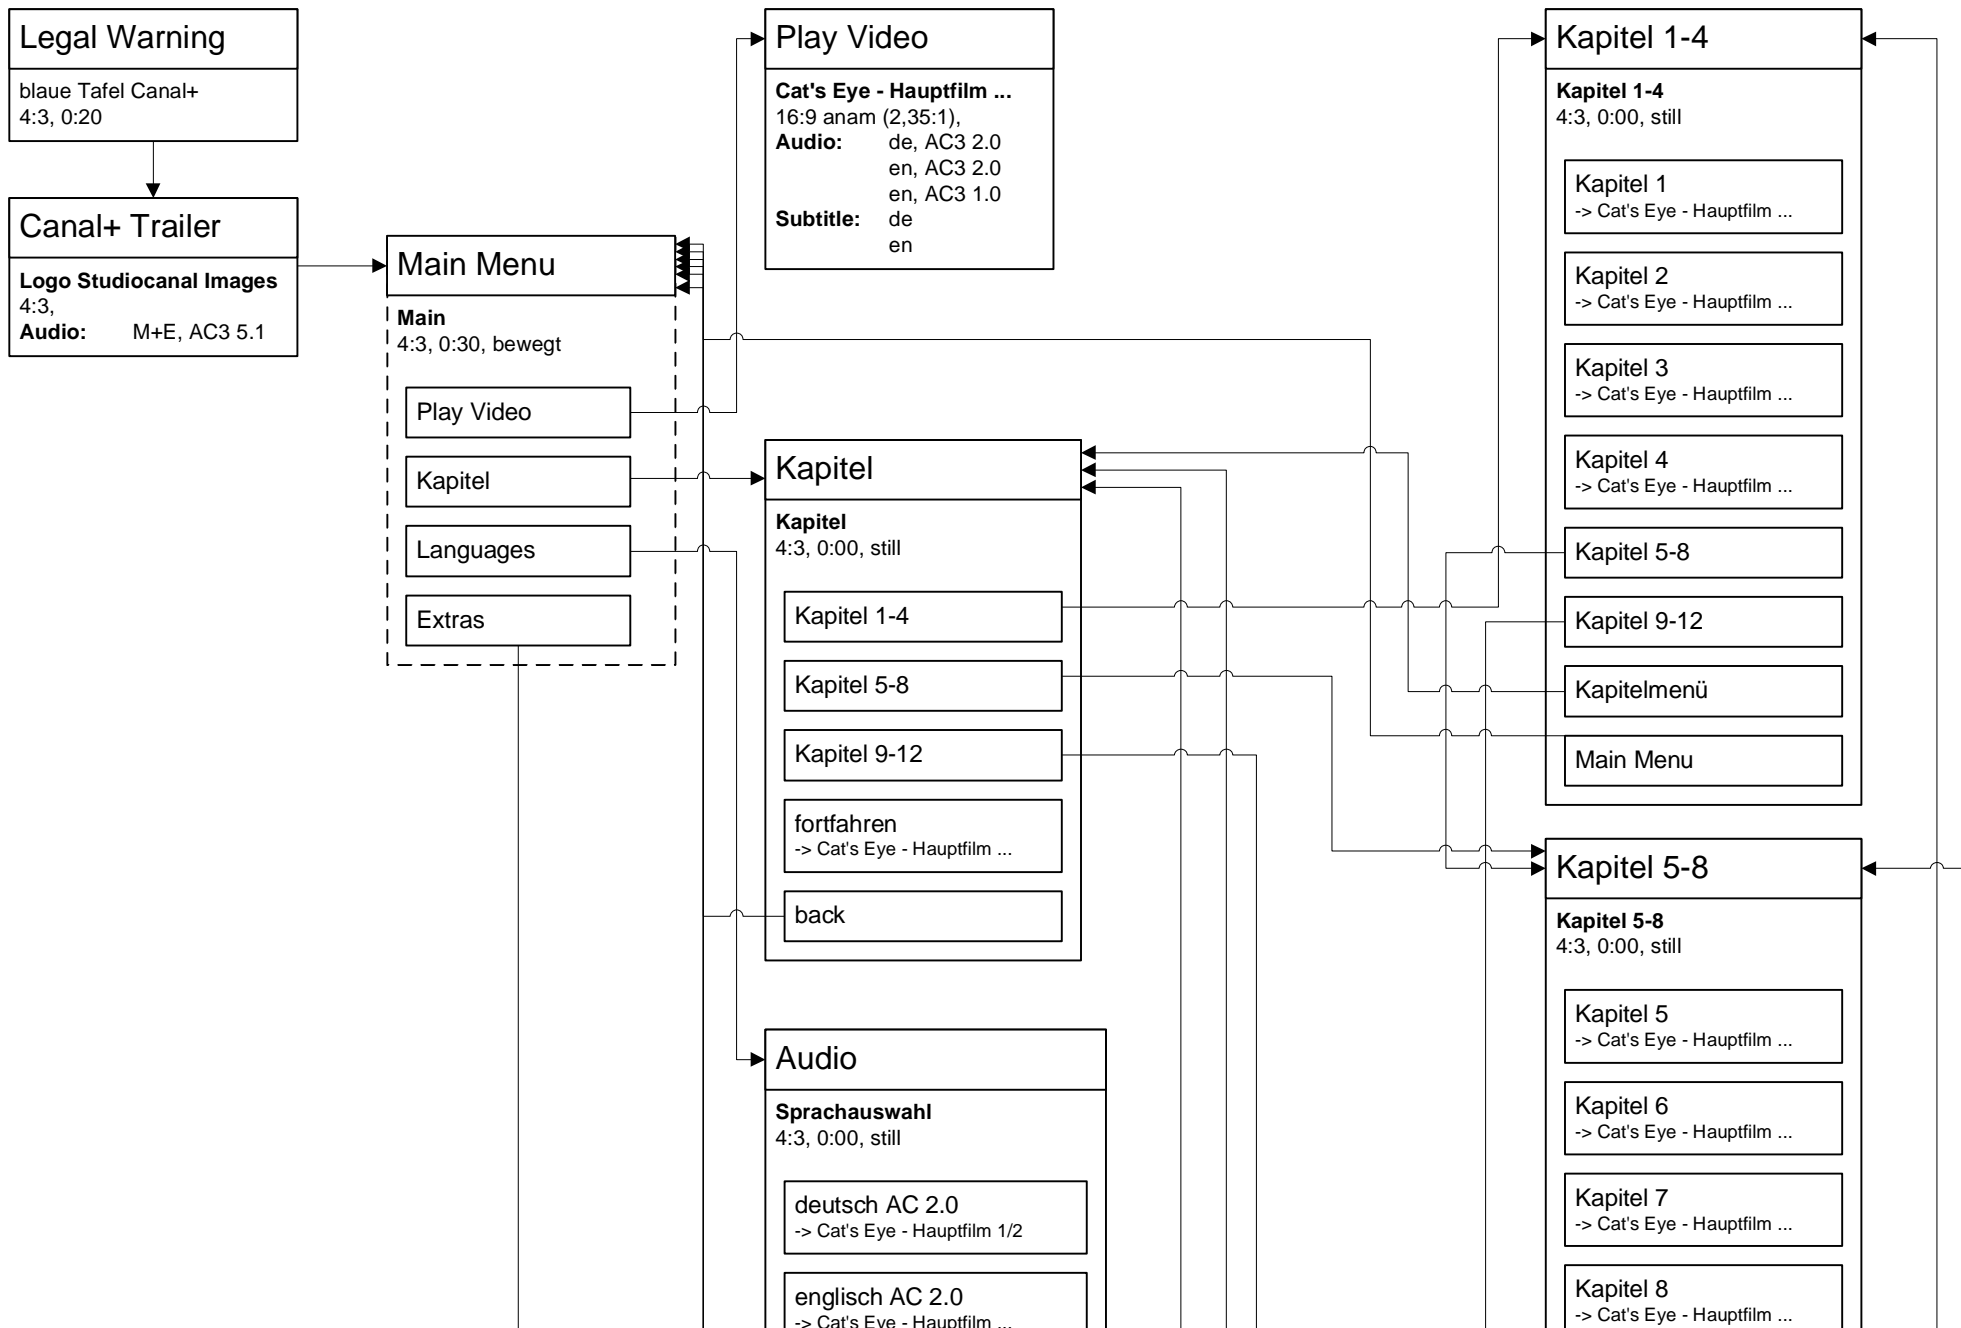 Legal Warning
blaue Tafel Canal+
4:3, 0:20
Canal+ Trailer
Logo Studiocanal Images
4:3,
Audio: M+E, AC3 5.1
Main Menu
Main
4:3, 0:30, bewegt
Play Video
Kapitel
Languages
Extras
Play Video
Cat's Eye - Hauptfilm ...
16:9 anam (2,35:1),
Audio: de, AC3 2.0
en, AC3 2.0
en, AC3 1.0
Subtitle: de
en
Kapitel
Kapitel
4:3, 0:00, still
Kapitel 1-4
Kapitel 5-8
Kapitel 9-12
fortfahren
-> Cat's Eye - Hauptfilm ...
back
Audio
Sprachauswahl
4:3, 0:00, still
deutsch AC 2.0
-> Cat's Eye - Hauptfilm 1/2
englisch AC 2.0
-> Cat's Eye - Hauptfilm ...
Kapitel 1-4
Kapitel 1-4
4:3, 0:00, still
Kapitel 1
-> Cat's Eye - Hauptfilm ...
Kapitel 2
-> Cat's Eye - Hauptfilm ...
Kapitel 3
-> Cat's Eye - Hauptfilm ...
Kapitel 4
-> Cat's Eye - Hauptfilm ...
Kapitel 5-8
Kapitel 9-12
Kapitelmenü
Main Menu
Kapitel 5-8
Kapitel 5-8
4:3, 0:00, still
Kapitel 5
-> Cat's Eye - Hauptfilm ...
Kapitel 6
-> Cat's Eye - Hauptfilm ...
Kapitel 7
-> Cat's Eye - Hauptfilm ...
Kapitel 8
-> Cat's Eye - Hauptfilm ...